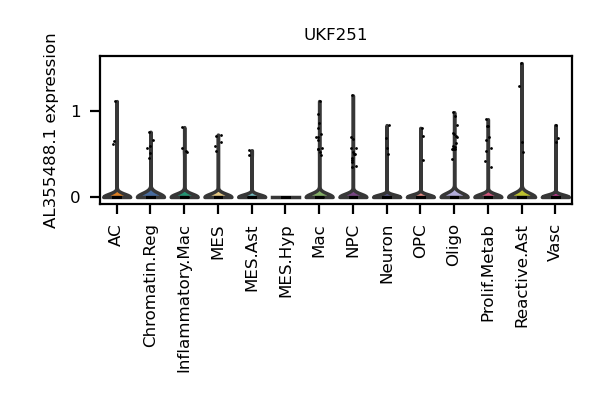 UKF251
AL355488.1 expression
1
0
AC
Chromatin.Reg
Inflammatory.Mac
MES
MES.Ast
MES.Hyp
Mac
NPC
Neuron
OPC
Oligo
Prolif.Metab
Reactive.Ast
Vasc